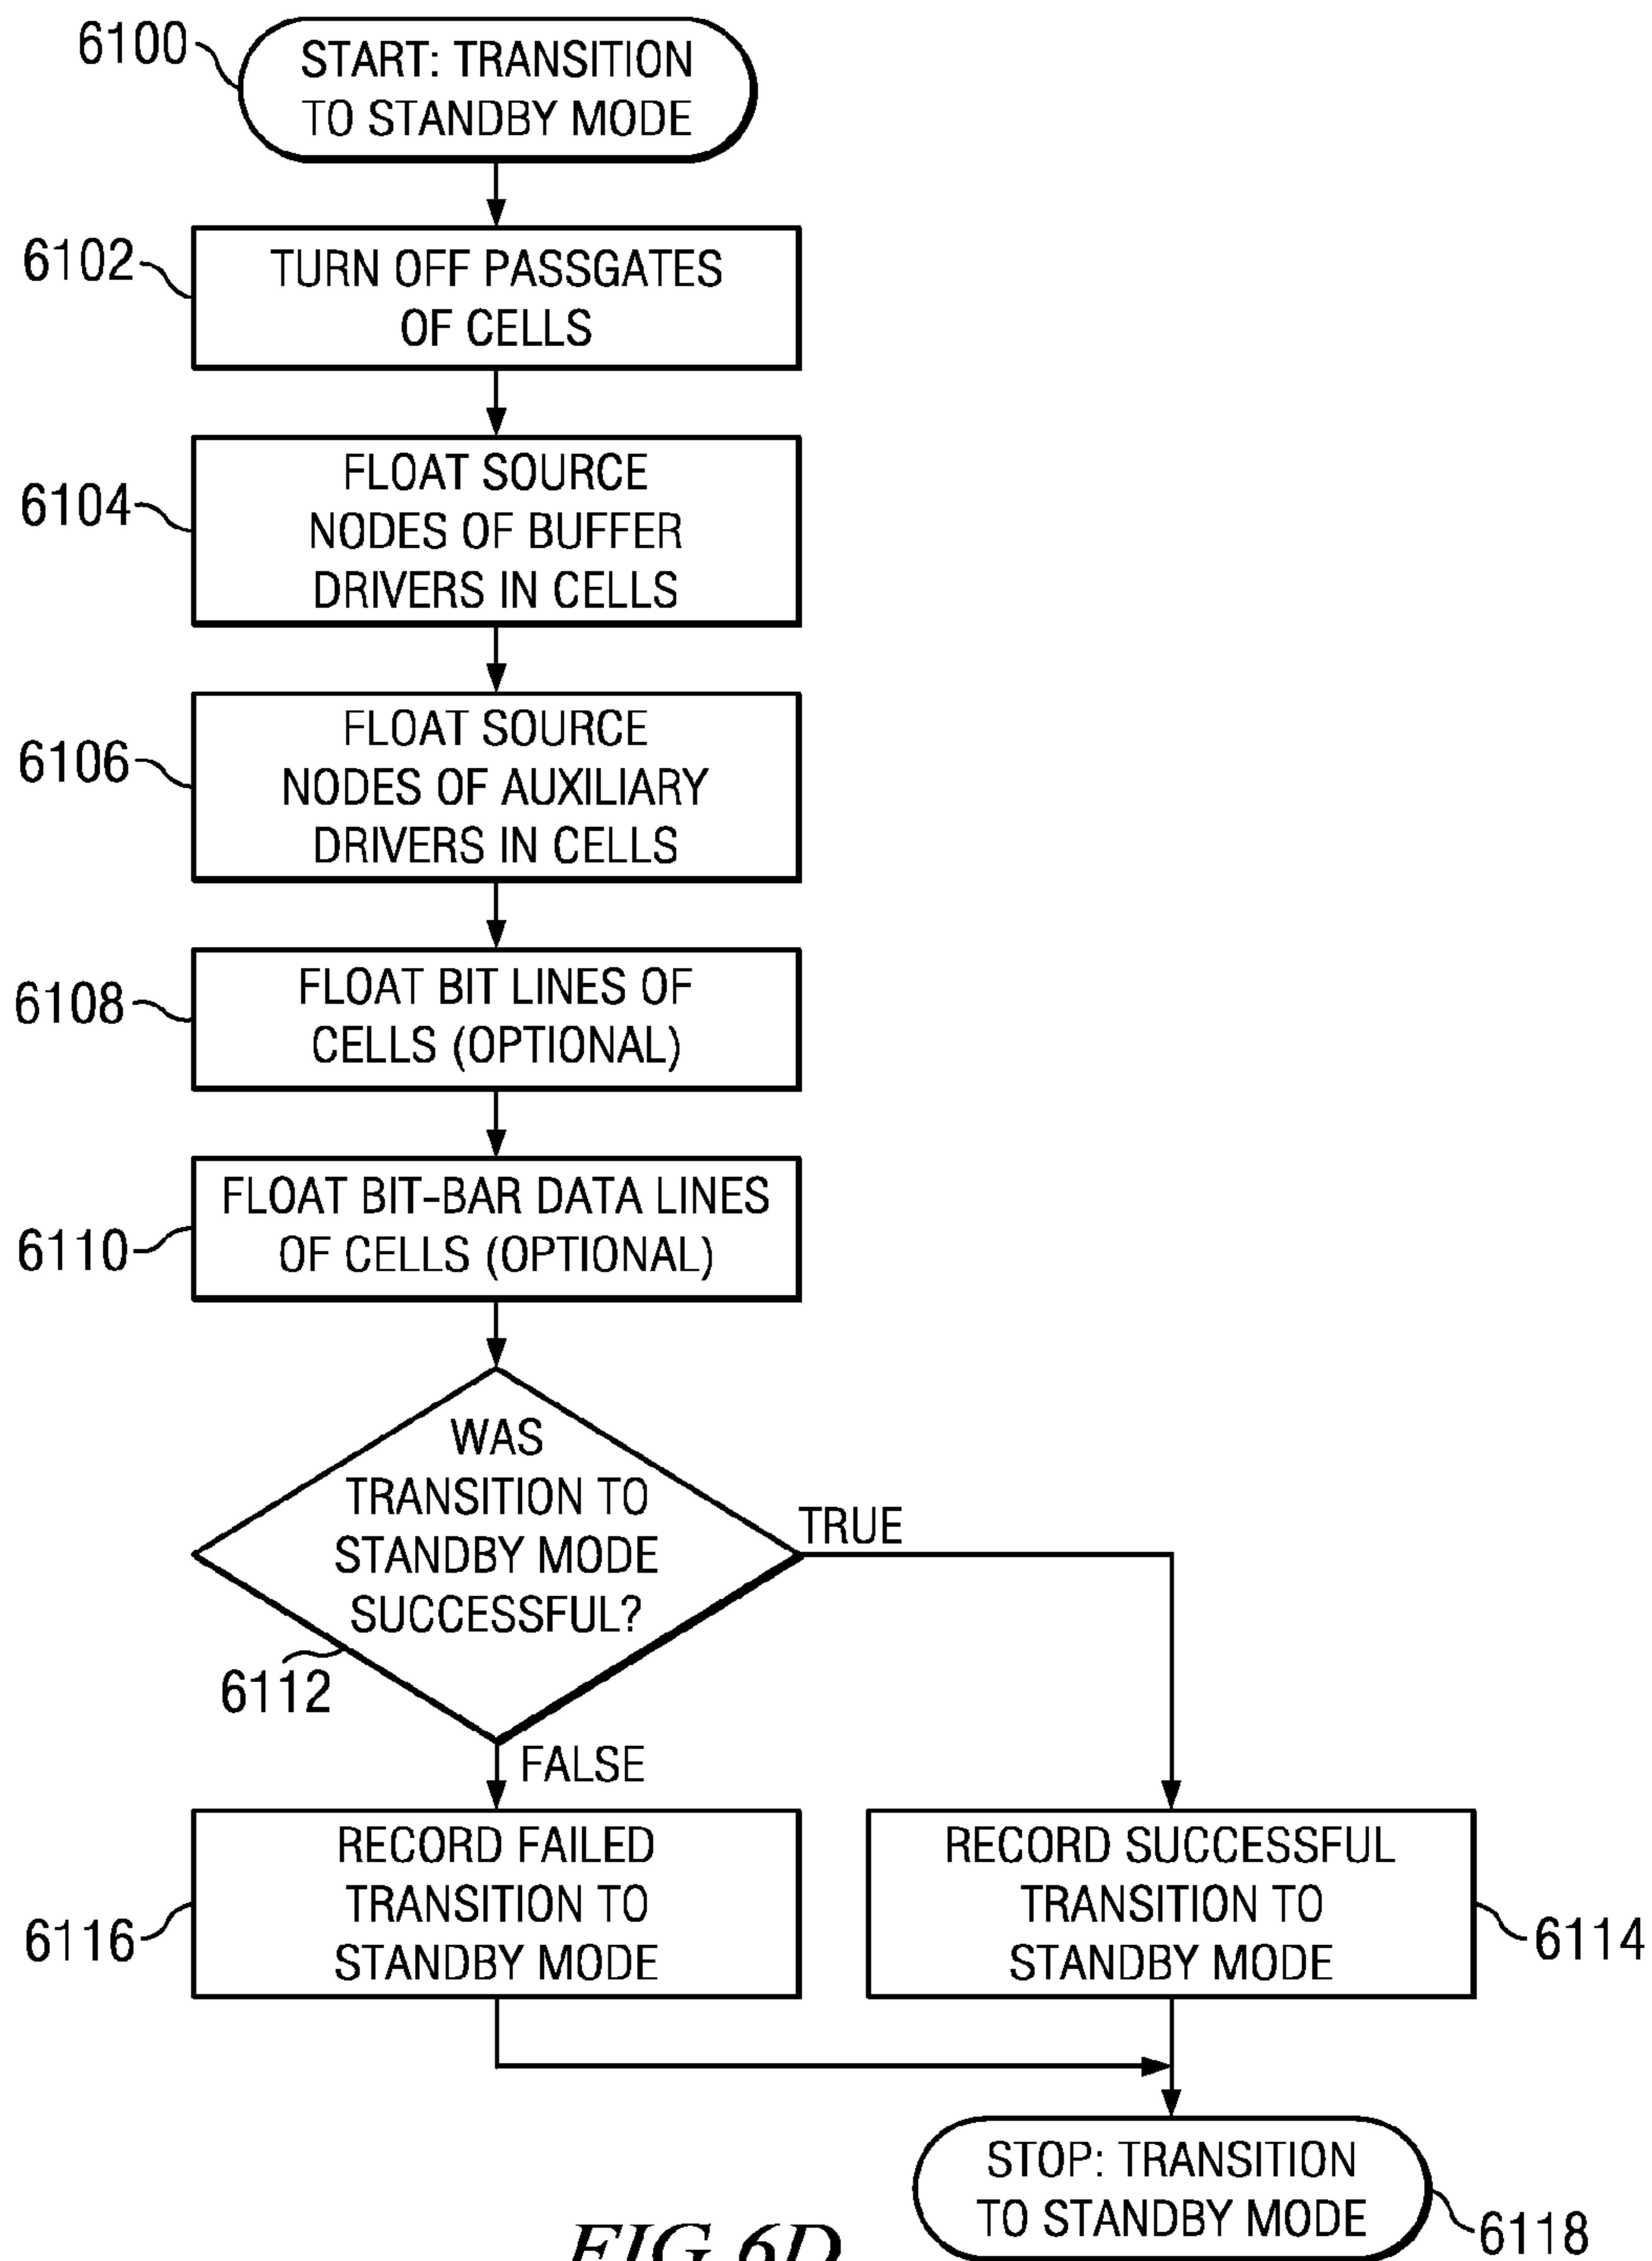 6100
START: TRANSITION
TO STANDBY MODE
6102
TURN OFF PASSGATES
OF CELLS
6104
FLOAT SOURCE
NODES OF BUFFER
DRIVERS IN CELLS
6106
FLOAT SOURCE
NODES OF AUXILIARY
DRIVERS IN CELLS
6108
FLOAT BIT LINES OF
CELLS (OPTIONAL)
6110
FLOAT BIT-BAR DATA LINES
OF CELLS (OPTIONAL)
WAS
TRANSITION TO
STANDBY MODE
SUCCESSFUL?
6112
TRUE
FALSE
6116
RECORD FAILED
TRANSITION TO
STANDBY MODE
RECORD SUCCESSFUL
TRANSITION TO
STANDBY MODE
6114
STOP: TRANSITION
TO STANDBY MODE
6118
FIG 6D